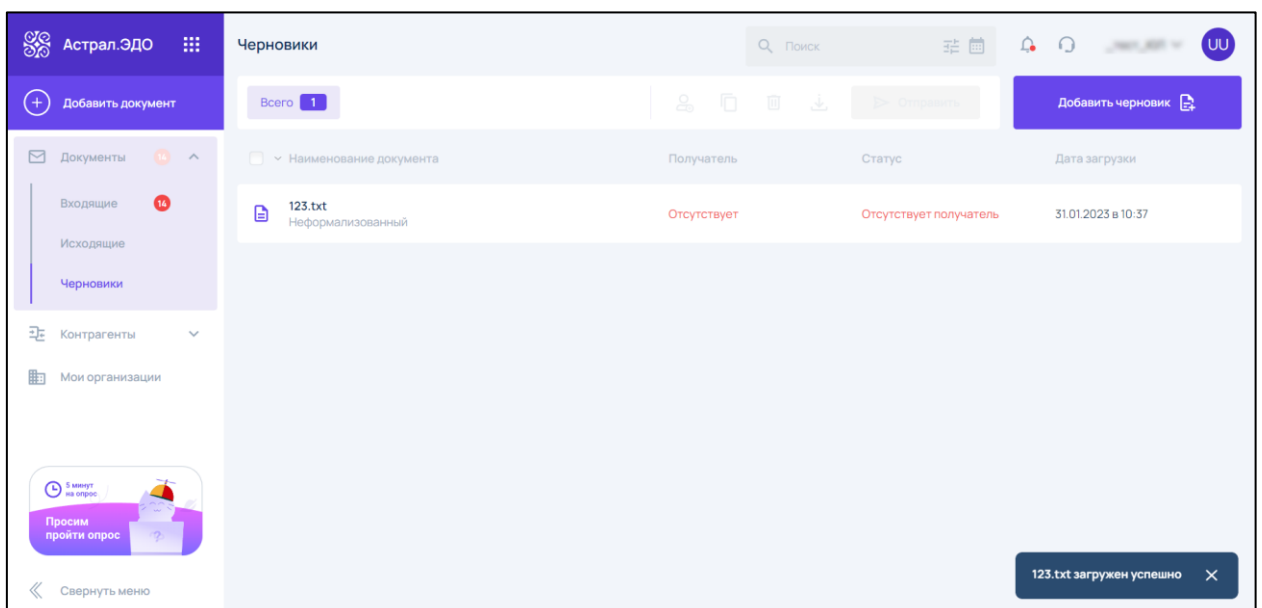 Астрал.ЭДО
Черновики
Поиск
UU
Добавить документ
Всего 1
Отправить
Добавить черновик
Документы 14
Наименование документа
Получатель
Статус
Дата загрузки
Входящие 14
123.txt
Неформализованный
Отсутствует
Отсутствует получатель
31.01.2023 в 10:37
Исходящие
Черновики
Контрагенты
Мои организации
5 минут
на опрос
Просим
пройти опрос
?
123.txt загружен успешно
Свернуть меню